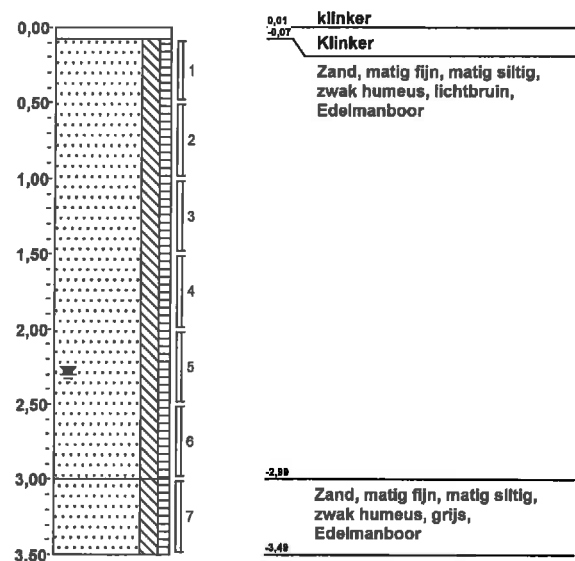 0,00
0,50
1,00
1,50
2,00
2,50
3,00
3,50
1
2
3
4
5
6
7
0,01 klinker
-0,07 Klinker
Zand, matig fijn, matig siltig,
zwak humeus, lichtbruin,
Edelmanboor
-2,99
Zand, matig fijn, matig siltig,
zwak humeus, grijs,
Edelmanboor
-3,49